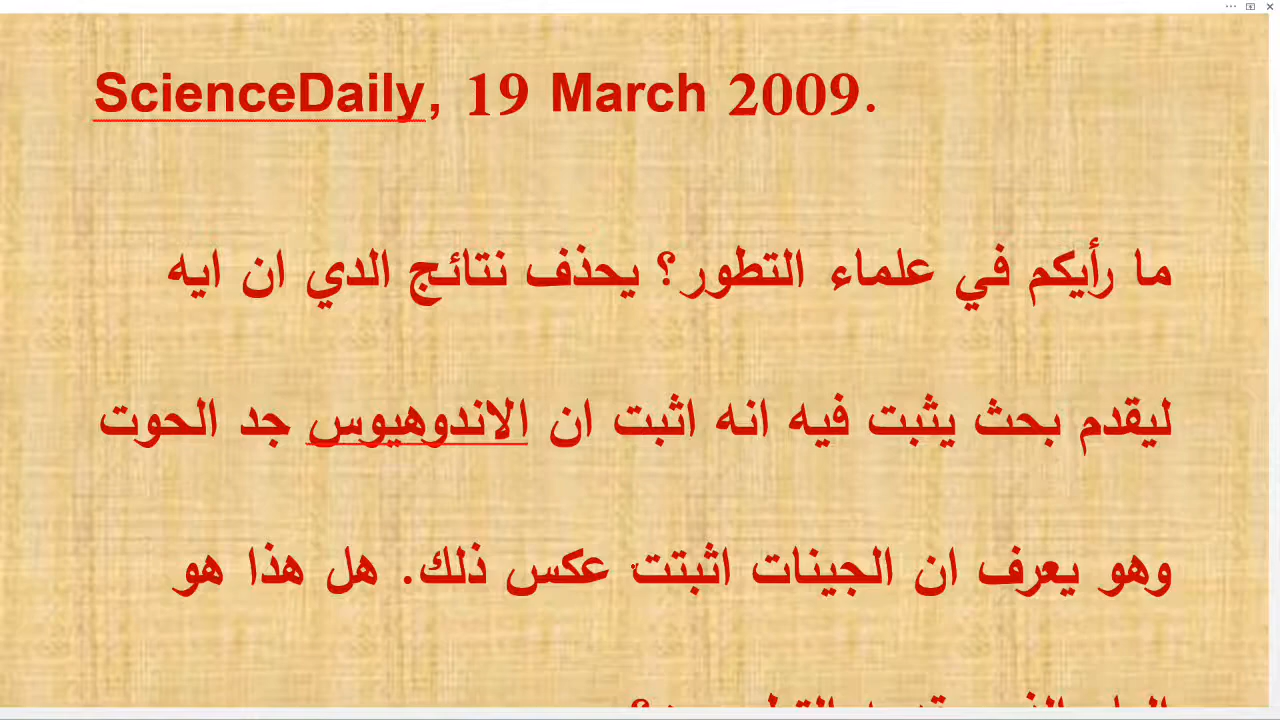 ScienceDaily, 19 March 2009.
ما رأيكم في علماء التطور؟ يحذف نتائج الدي ان ايه
ليقدم بحث يثبت فيه انه اثبت ان الاندوهيوس جد الحوت
وهو يعرف ان الجينات اثبتت عكس ذلك. هل هذا هو